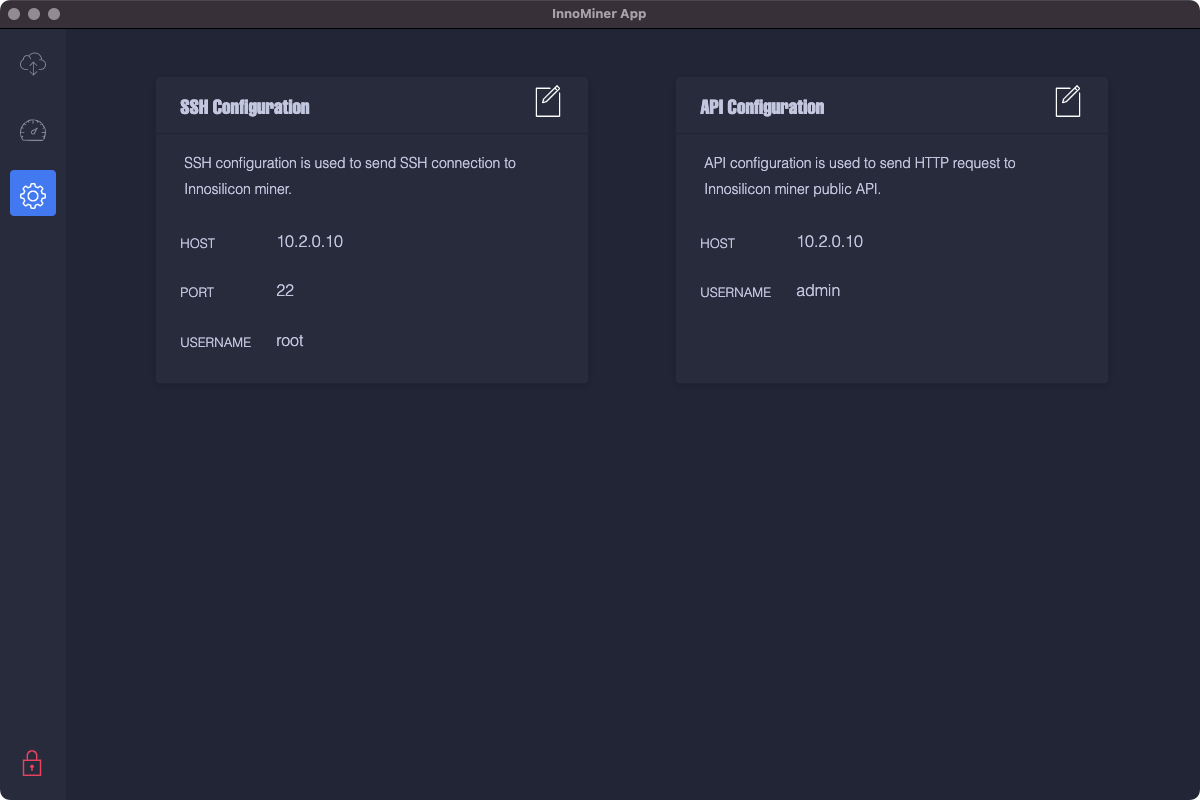 InnoMiner App
SSH Configuration
SSH configuration is used to send SSH connection to
Innosilicon miner.
HOST 10.2.0.10
PORT 22
USERNAME root
API Configuration
API configuration is used to send HTTP request to
Innosilicon miner public API.
HOST 10.2.0.10
USERNAME admin